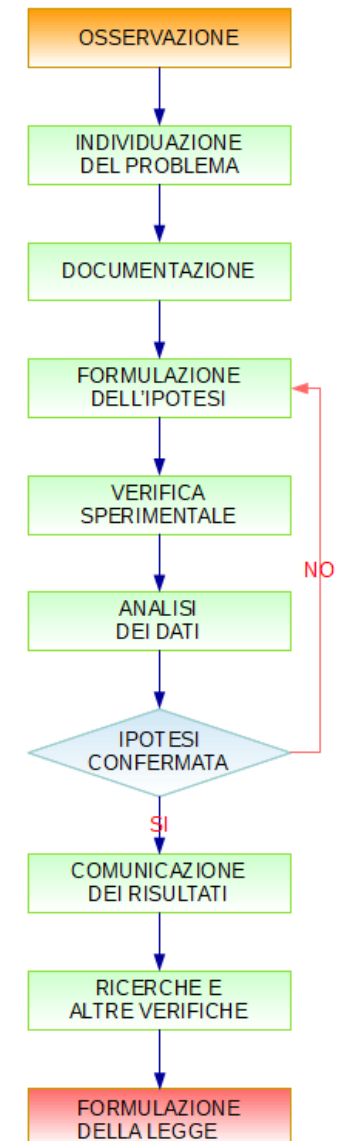 OSSERVAZIONE
INDIVIDUAZIONE
DEL PROBLEMA
DOCUMENTAZIONE
FORMULAZIONE
DELL'IPOTESI
VERIFICA
SPERIMENTALE
NO
ANALISI
DEI DATI
IPOTESI
CONFERMATA
SI
COMUNICAZIONE
DEI RISULTATI
RICERCHE E
ALTRE VERIFICHE
FORMULAZIONE
DELLA LEGGE